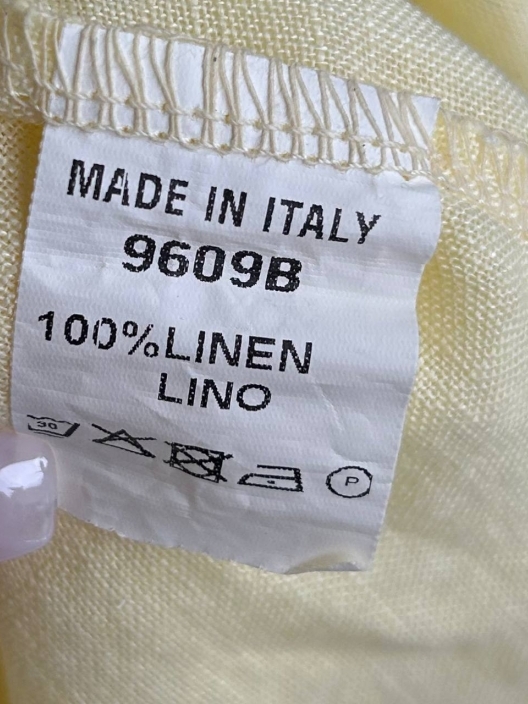 MADE IN ITALY
9609B
100%LINEN
LINO
30 P